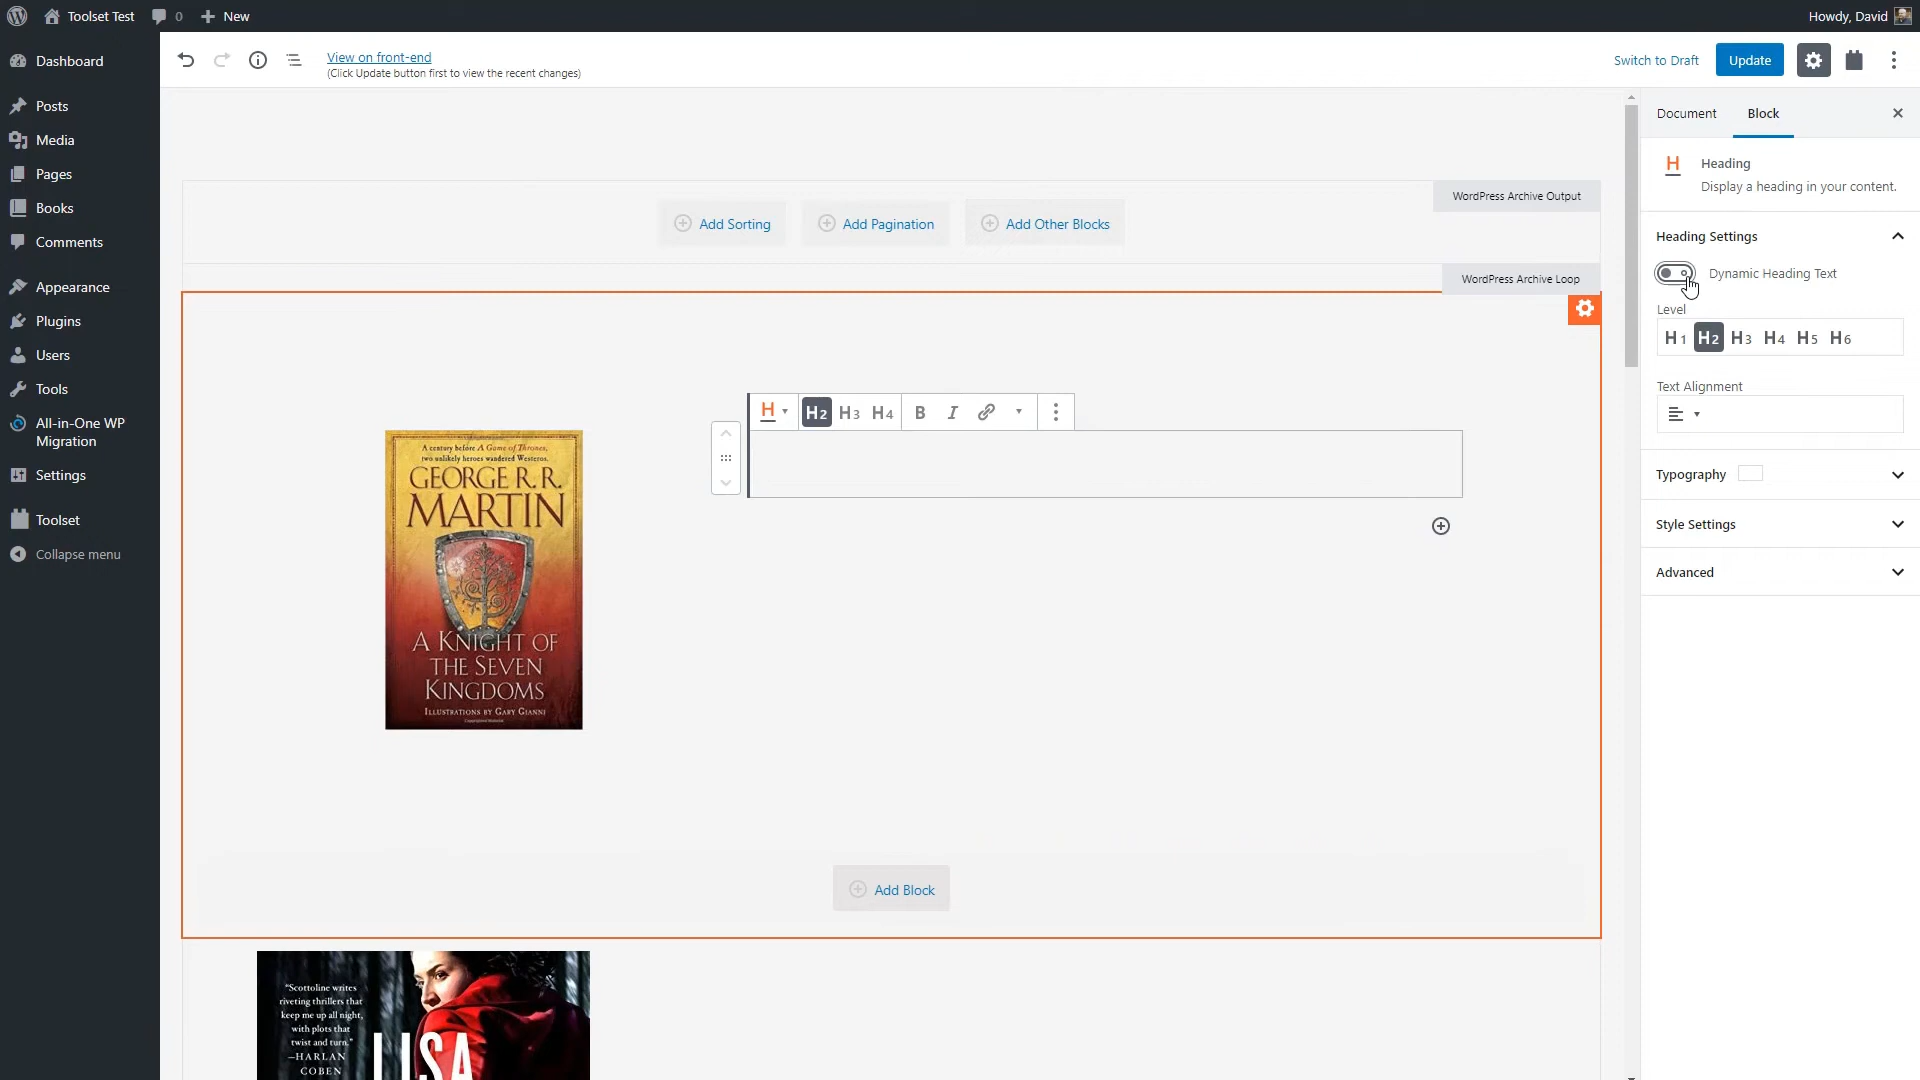 Toolset Test
0
New
Howdy, David
Dashboard
Posts
Media
Pages
Books
Comments
Appearance
Plugins
Users
Tools
All-in-One WP
Migration
Settings
Toolset
Collapse menu
View on front-end
(Click Update button first to view the recent changes)
Switch to Draft
Update
WordPress Archive Output
Add Sorting
Add Pagination
Add Other Blocks
WordPress Archive Loop
H
H2
H3
H4
B
I
A century before A Game of Thrones,
two unlikely heroes wandered Westeros.
GEORGE R. R.
MARTIN
A KNIGHT OF
THE SEVEN
KINGDOMS
ILLUSTRATIONS BY GARY GIANNI
Add Block
"Scottoline writes
riveting thrillers that
keep me up all night,
with plots that
twist and turn."
—HARLAN
COBEN
LISA
Document
Block
H
Heading
Display a heading in your content.
Heading Settings
Dynamic Heading Text
Level
H1 H2 H3 H4 H5 H6
Text Alignment
Typography
Style Settings
Advanced